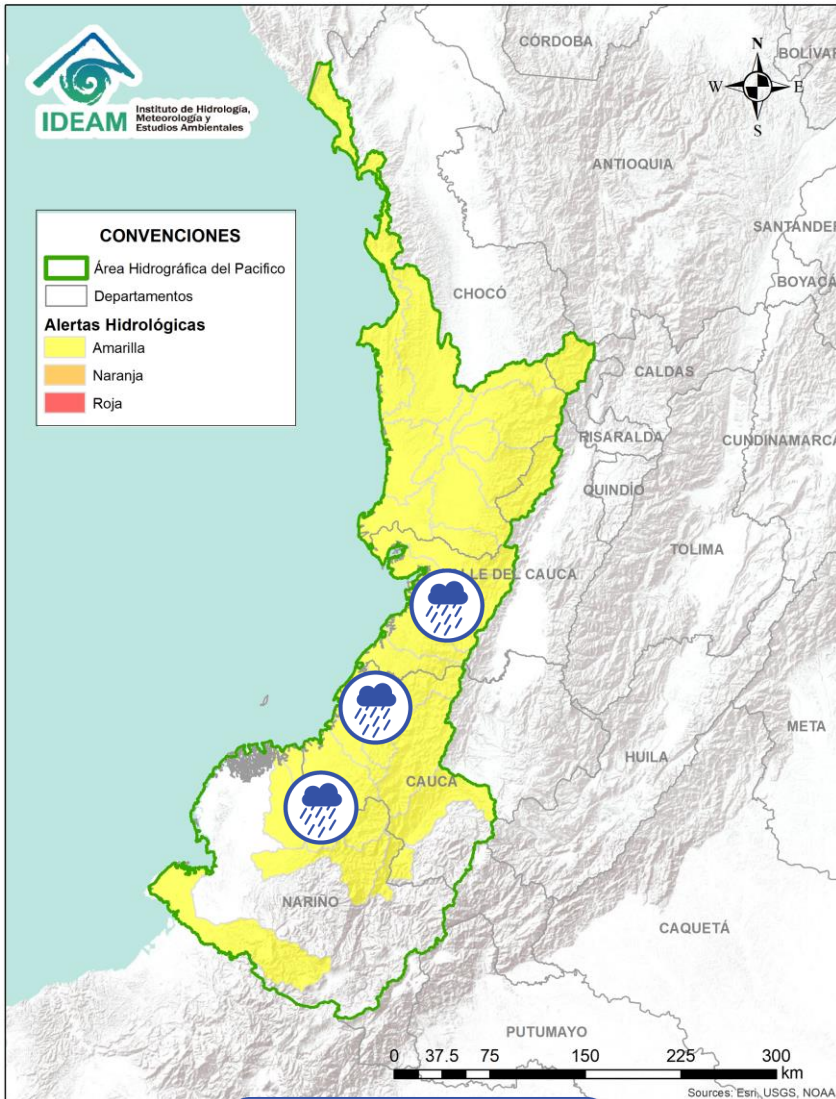 CÓRDOBA
BOLÍVAR
N
W E
S
IDEAM
Instituto de Hidrología,
Meteorología y
Estudios Ambientales
ANTIOQUIA
SANTANDER
CONVENCIONES
Área Hidrográfica del Pacifico
Departamentos
Alertas Hidrológicas
Amarilla
Naranja
Roja
BOYACÁ
CHOCÓ
CALDAS
RISARALDA
CUNDINAMARCA
QUINDÍO
TOLIMA
LLE DEL CAUCA
META
HUILA
CAUCA
NARIÑO
CAQUETÁ
PUTUMAYO
0 37.5 75 150 225 300
km
Sources: Esri, USGS, NOAA